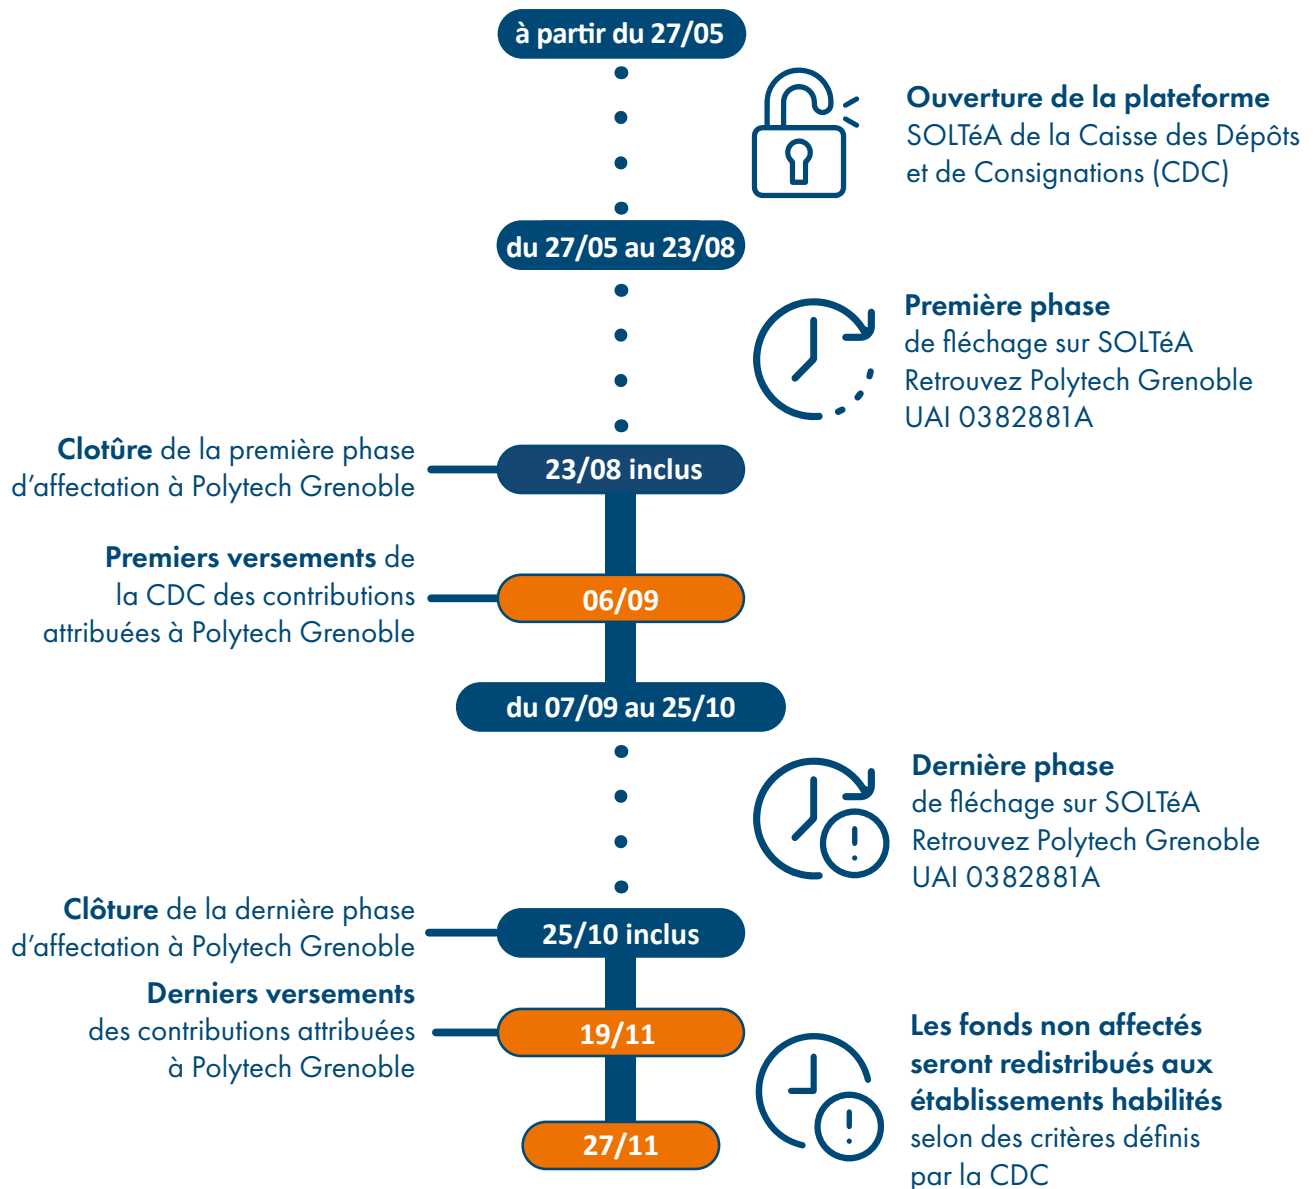 à partir du 27/05
Ouverture de la plateforme
SOLTéA de la Caisse des Dépôts
et de Consignations (CDC)
du 27/05 au 23/08
Première phase
de fléchage sur SOLTéA
Retrouvez Polytech Grenoble
UAI 0382881A
Clotûre de la première phase
d'affectation à Polytech Grenoble
23/08 inclus
Premiers versements de
la CDC des contributions
attribuées à Polytech Grenoble
06/09
du 07/09 au 25/10
Dernière phase
de fléchage sur SOLTéA
Retrouvez Polytech Grenoble
UAI 0382881A
Clôture de la dernière phase
d'affectation à Polytech Grenoble
25/10 inclus
Derniers versements
des contributions attribuées
à Polytech Grenoble
19/11
Les fonds non affectés
seront redistribués aux
établissements habilités
selon des critères définis
par la CDC
27/11